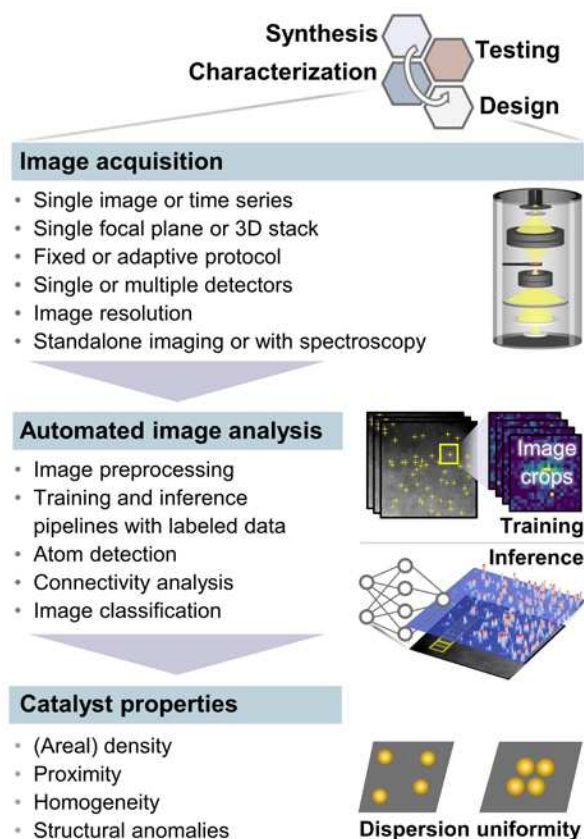 Synthesis
Testing
Characterization
Design
Image acquisition
• Single image or time series
• Single focal plane or 3D stack
• Fixed or adaptive protocol
• Single or multiple detectors
• Image resolution
• Standalone imaging or with spectroscopy
Automated image analysis
• Image preprocessing
• Training and inference
pipelines with labeled data
• Atom detection
• Connectivity analysis
• Image classification
Image
crops
Training
Inference
Catalyst properties
• (Areal) density
• Proximity
• Homogeneity
• Structural anomalies
Dispersion uniformity